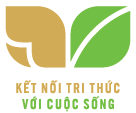 KẾT NỐI TRI THỨC
VỚI CUỘC SỐNG